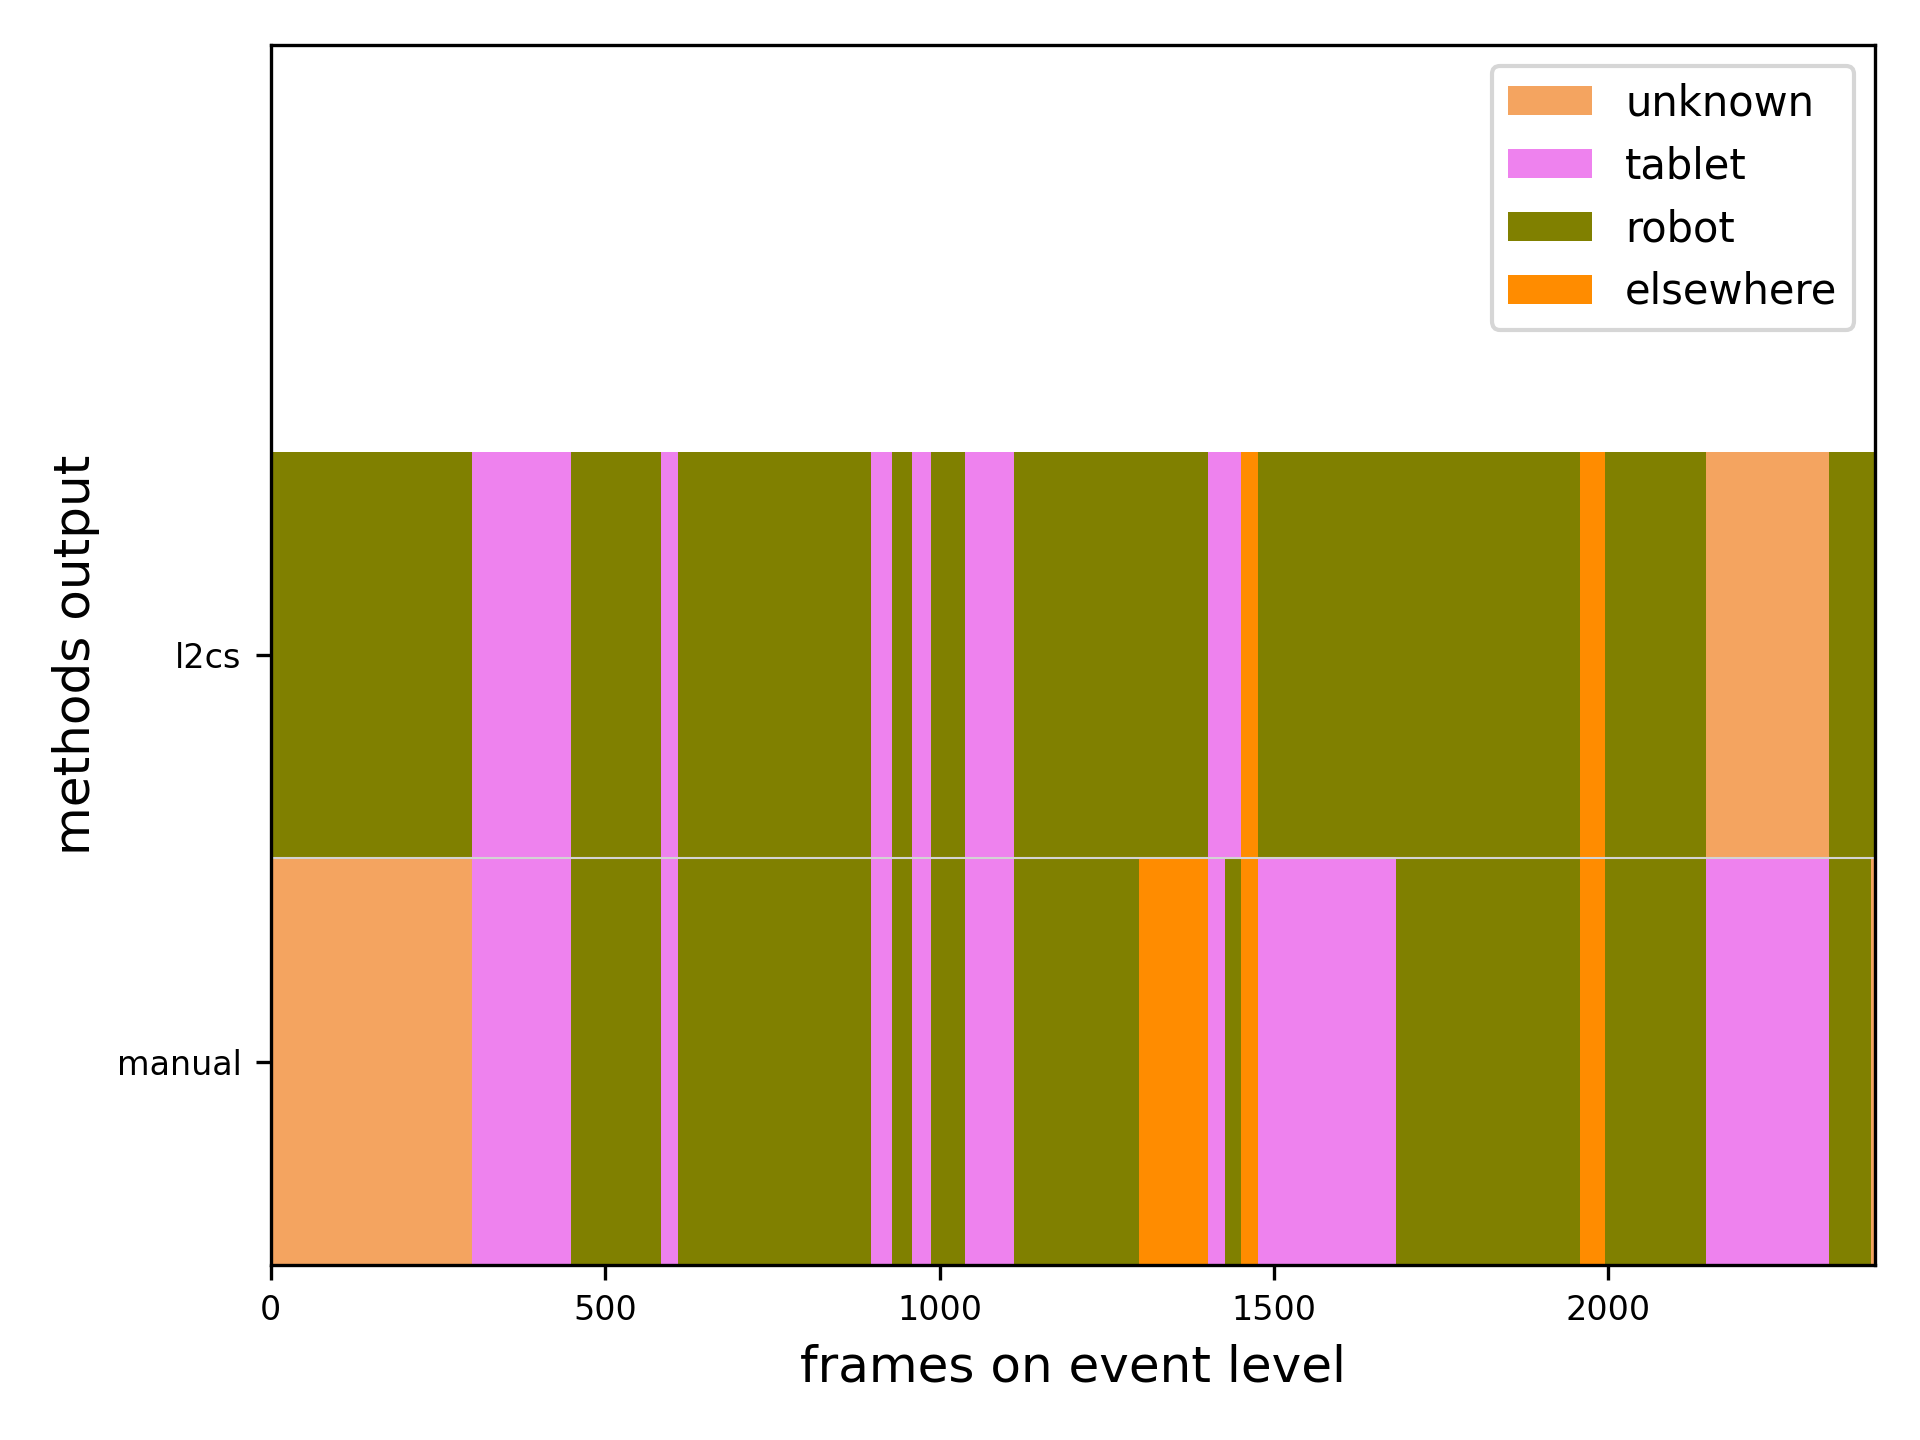 unknown
tablet
robot
elsewhere
methods output
l2cs
manual
0 500 1000 1500 2000
frames on event level